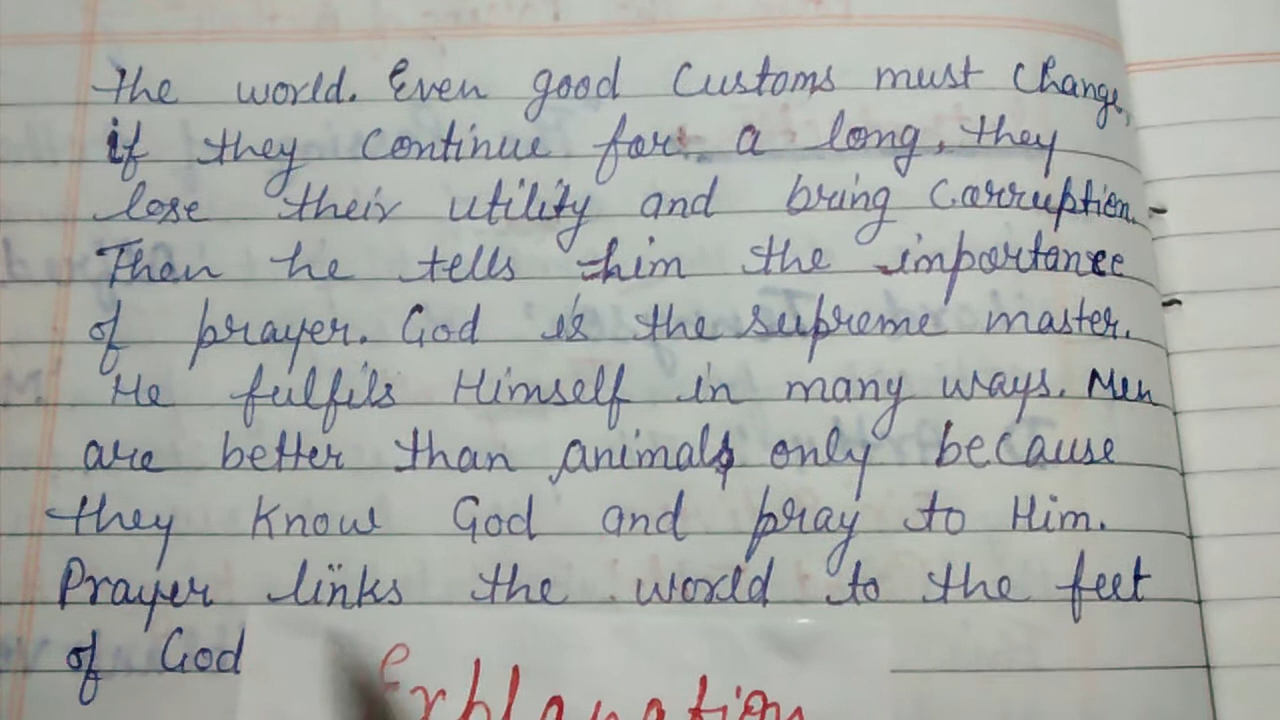 the world. Even good Customs must Change,
if they continue for a long, they
lose their utility and bring Corruption.
Then he tells him the importance
of prayer. God is the supreme master.
He fulfils Himself in many ways. Men
are better than animals only because
they know God and pray to Him.
Prayer links the world to the feet
of God
Explanation